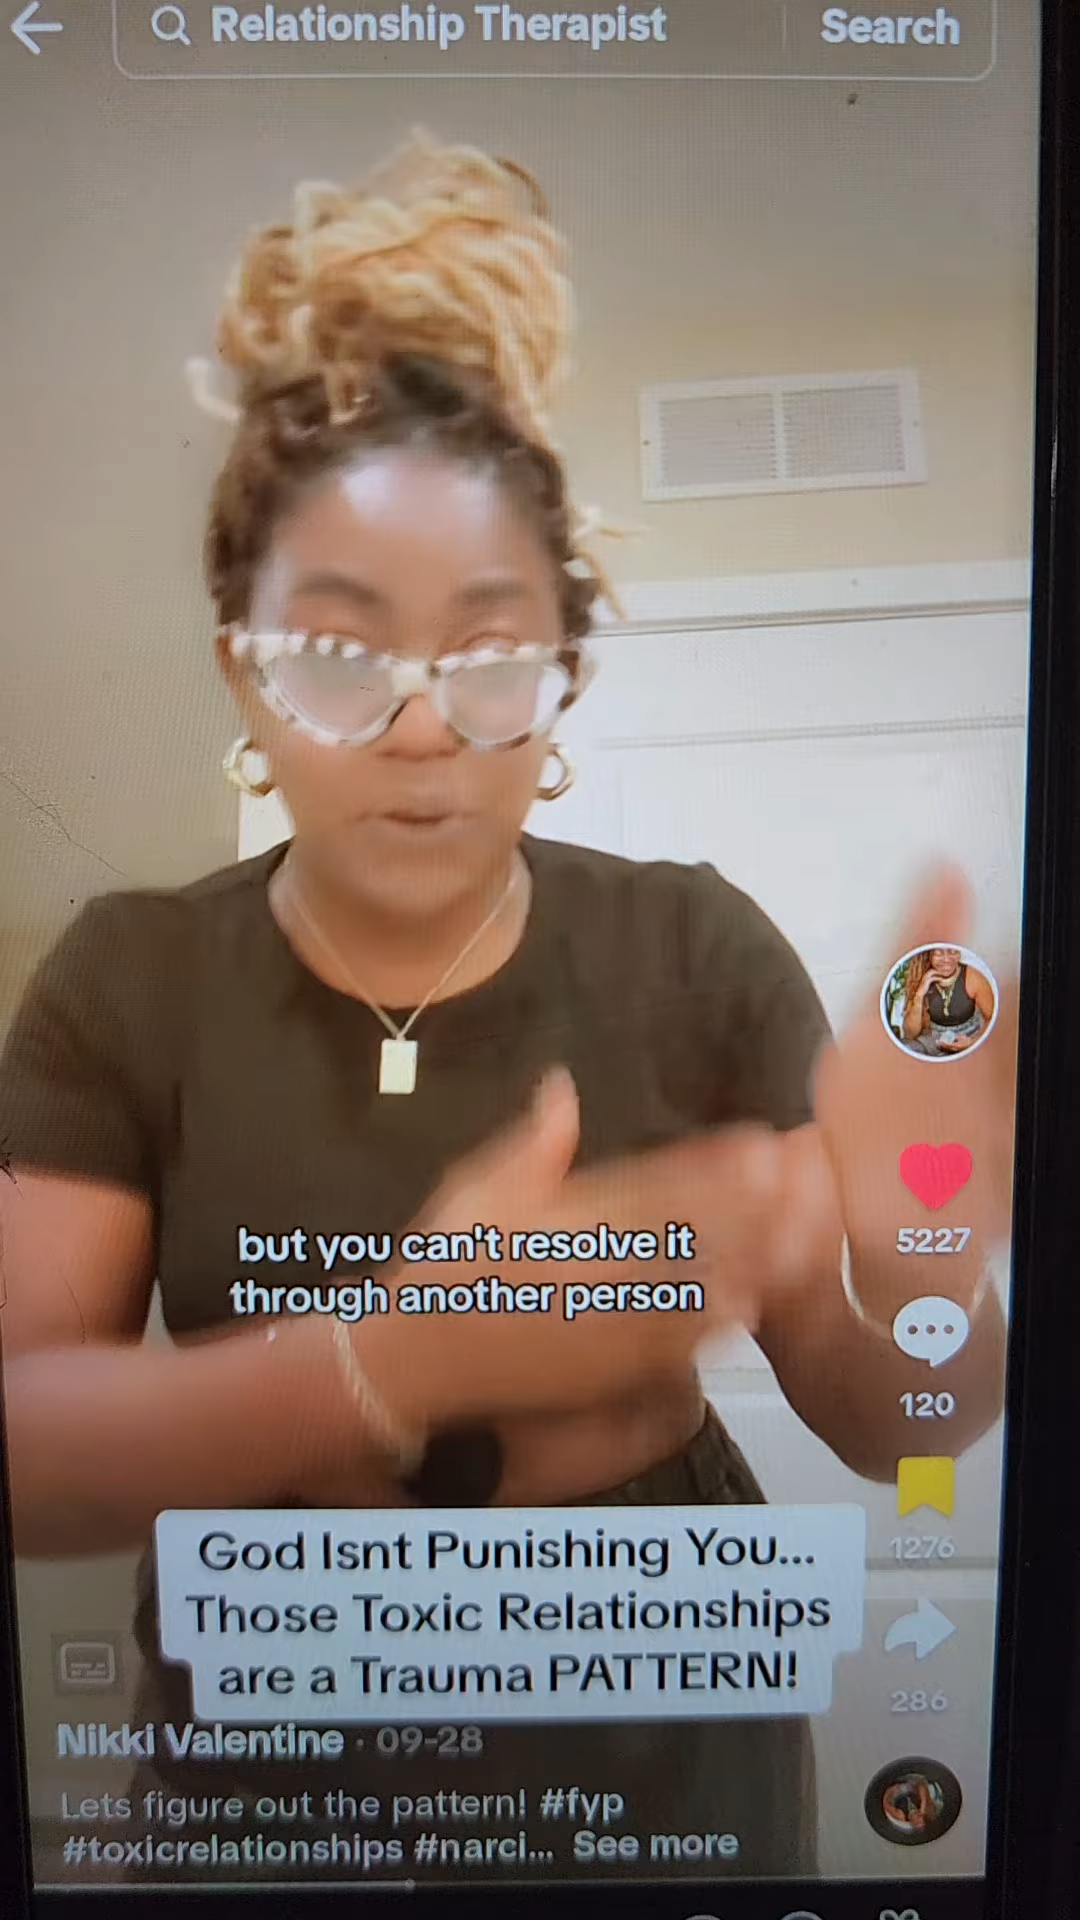 Relationship Therapist
Search
but you can't resolve it
through another person
5227
120
1276
286
God Isnt Punishing You...
Those Toxic Relationships
are a Trauma PATTERN!
Nikki Valentine · 09-28
Lets figure out the pattern! #fyp
#toxicrelationships #narci... See more